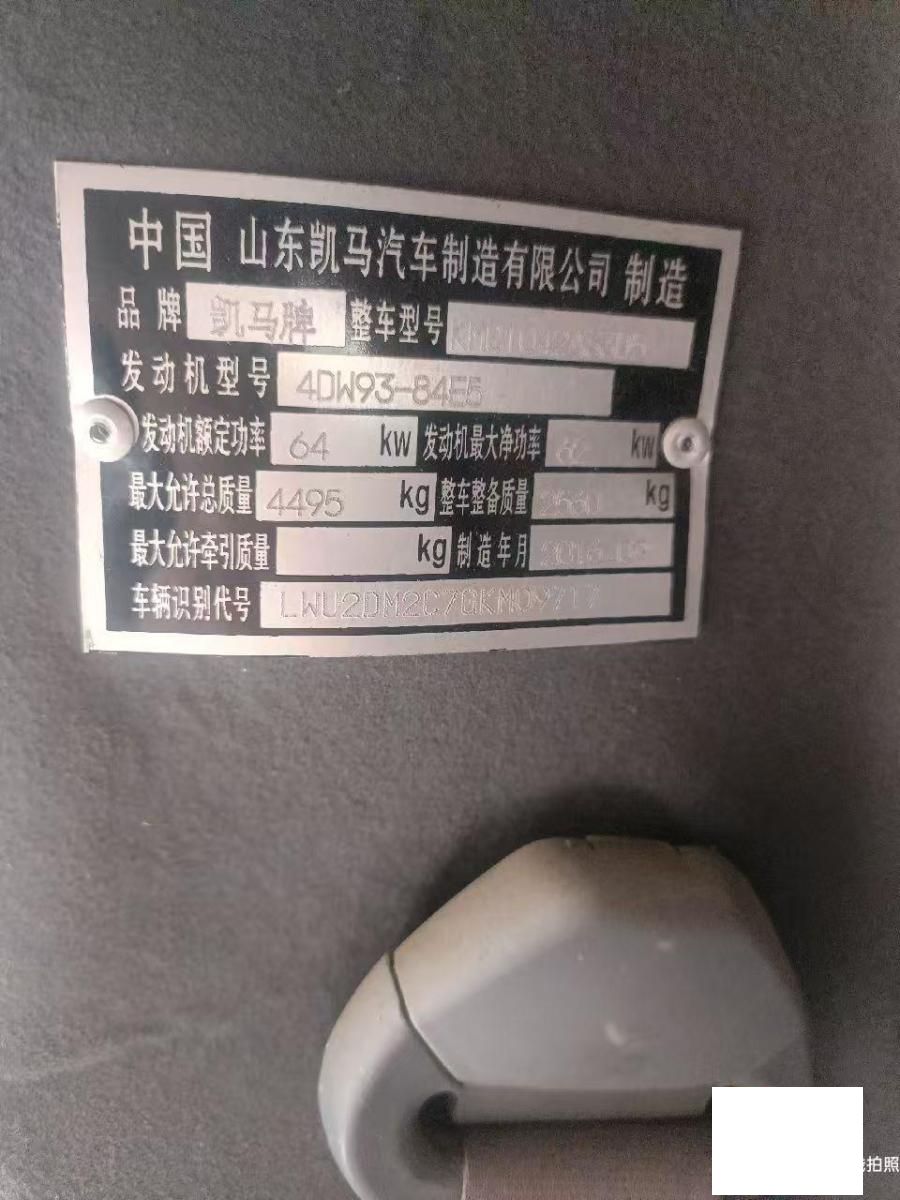 中国 山东凯马汽车制造有限公司 制造
品牌 凯马牌 整车型号
发动机型号 4DW93-84E5
发动机额定功率 64 kw 发动机最大净功率 62 kw
最大允许总质量 4495 kg 整车整备质量 kg
最大允许牵引质量 kg 制造年月
车辆识别代号 LWU2DM2C7GKM09717
拍照